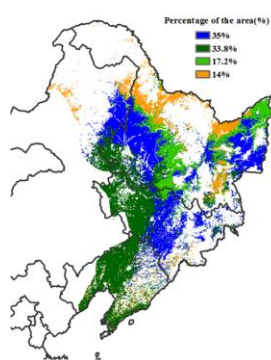 Percentage of the area(%)
35%
33.8%
17.2%
14%